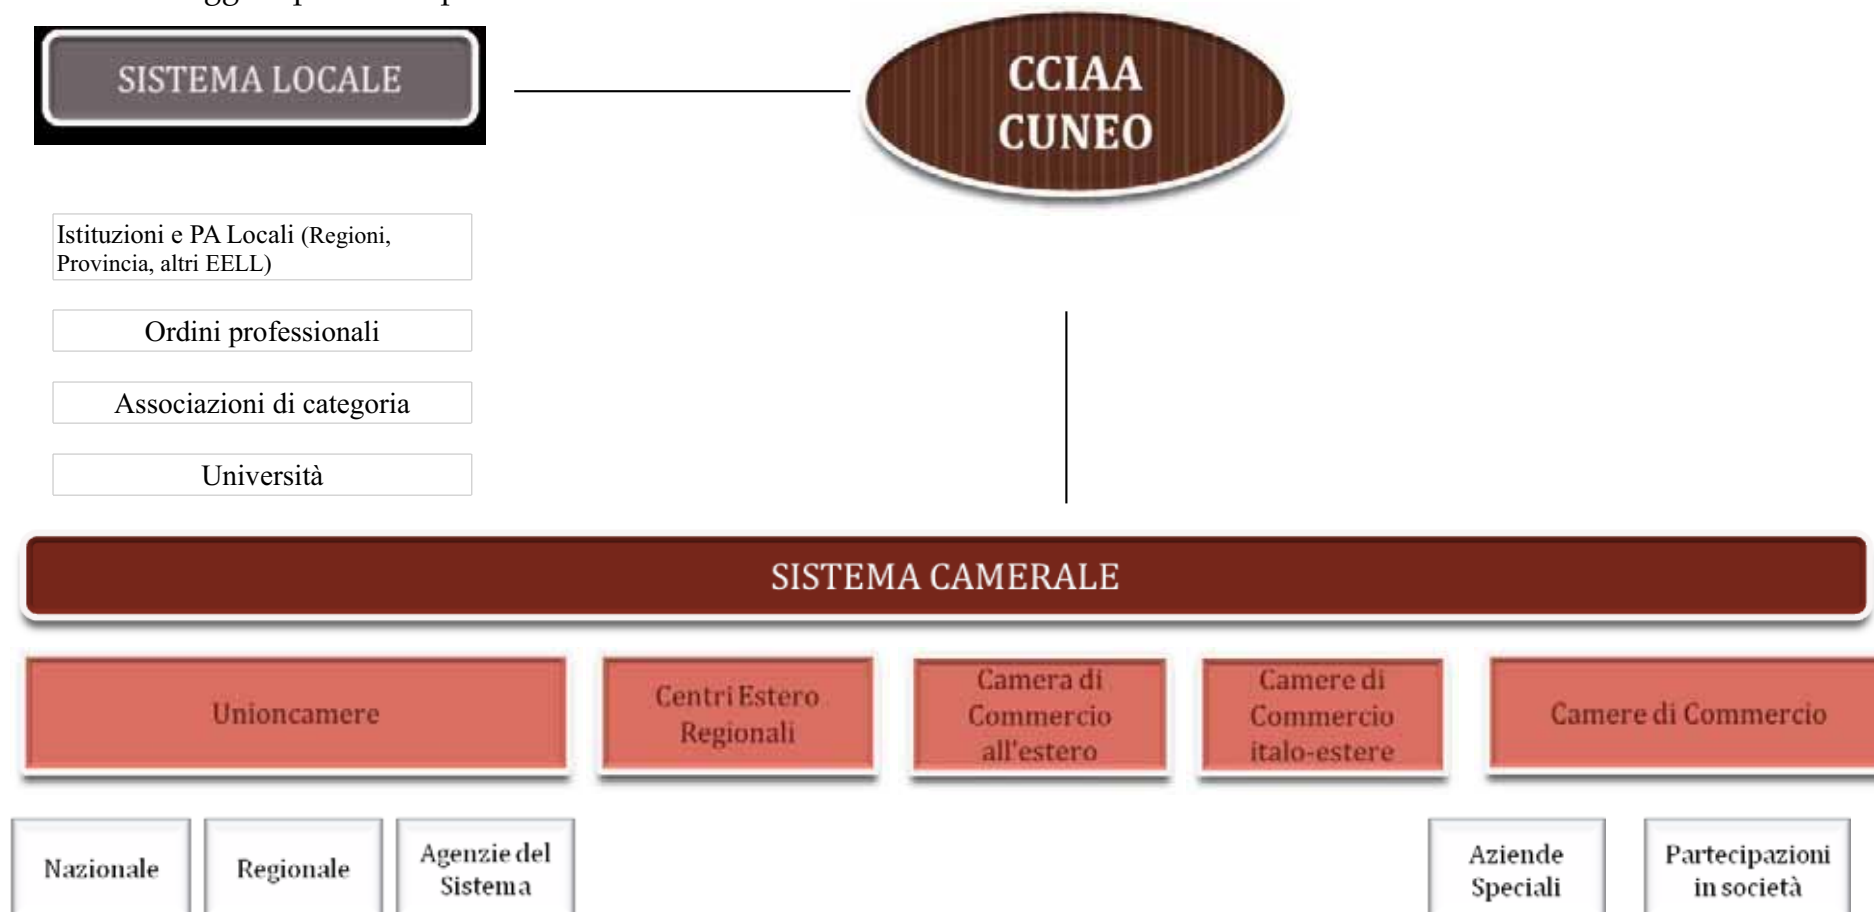 SISTEMA LOCALE
CCIAA
CUNEO
Istituzioni e PA Locali (Regioni,
Provincia, altri EELL)
Ordini professionali
Associazioni di categoria
Università
SISTEMA CAMERALE
Unioncamere
Centri Estero
Regionali
Camera di
Commercio
all'estero
Camere di
Commercio
italo-estere
Camere di Commercio
Nazionale
Regionale
Agenzie del
Sistema
Aziende
Speciali
Partecipazioni
in società